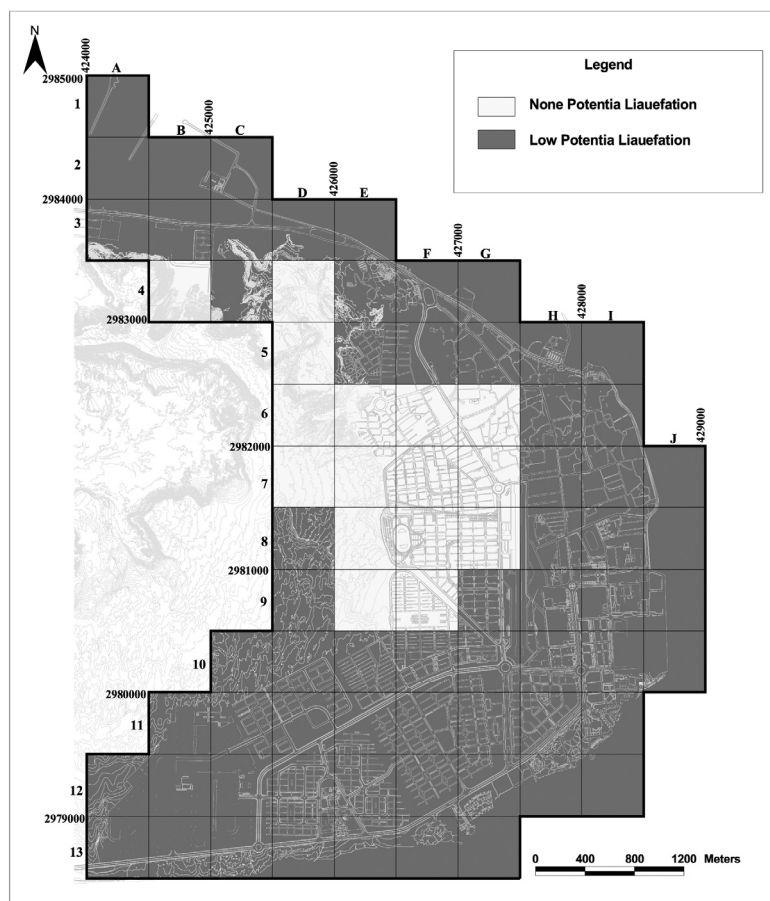 N
424000
A
2985000
1
B
425000
C
2
2984000
D
426000
E
3
F
427000
G
4
2983000
H
428000
I
5
6
2982000
J
429000
7
8
2981000
9
10
2980000
11
12
2979000
13
Legend
None Potentia Liauefation
Low Potentia Liauefation
0 400 800 1200 Meters